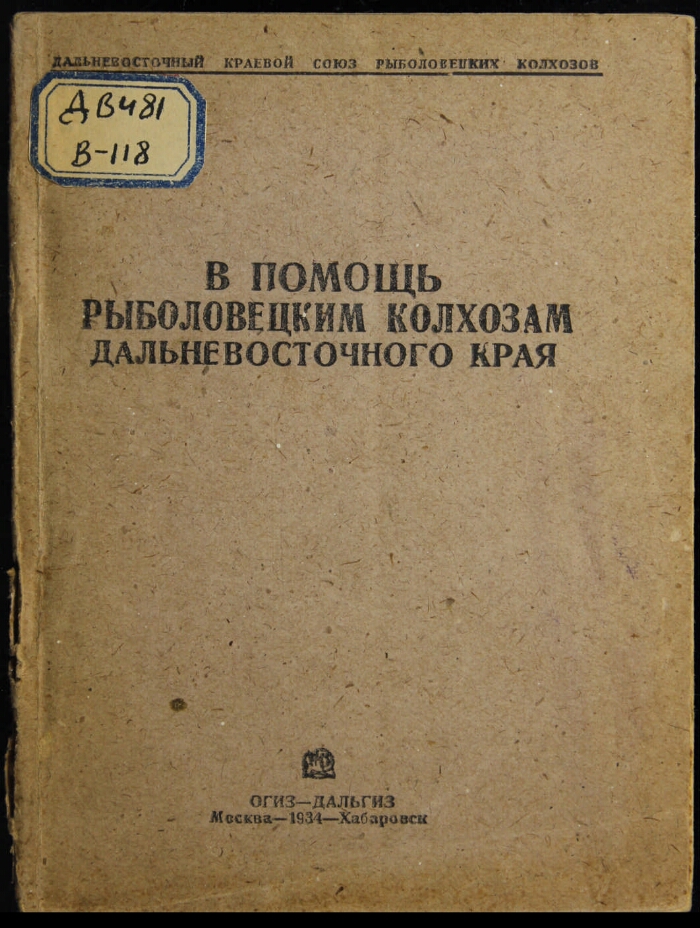 ДАЛЬНЕВОСТОЧНЫЙ КРАЕВОЙ СОЮЗ РЫБОЛОВЕЦКИХ КОЛХОЗОВ
ДВ481
В-118
В ПОМОЩЬ
РЫБОЛОВЕЦКИМ КОЛХОЗАМ
ДАЛЬНЕВОСТОЧНОГО КРАЯ
ОГИЗ—ДАЛЬГИЗ
Москва—1934—Хабаровск